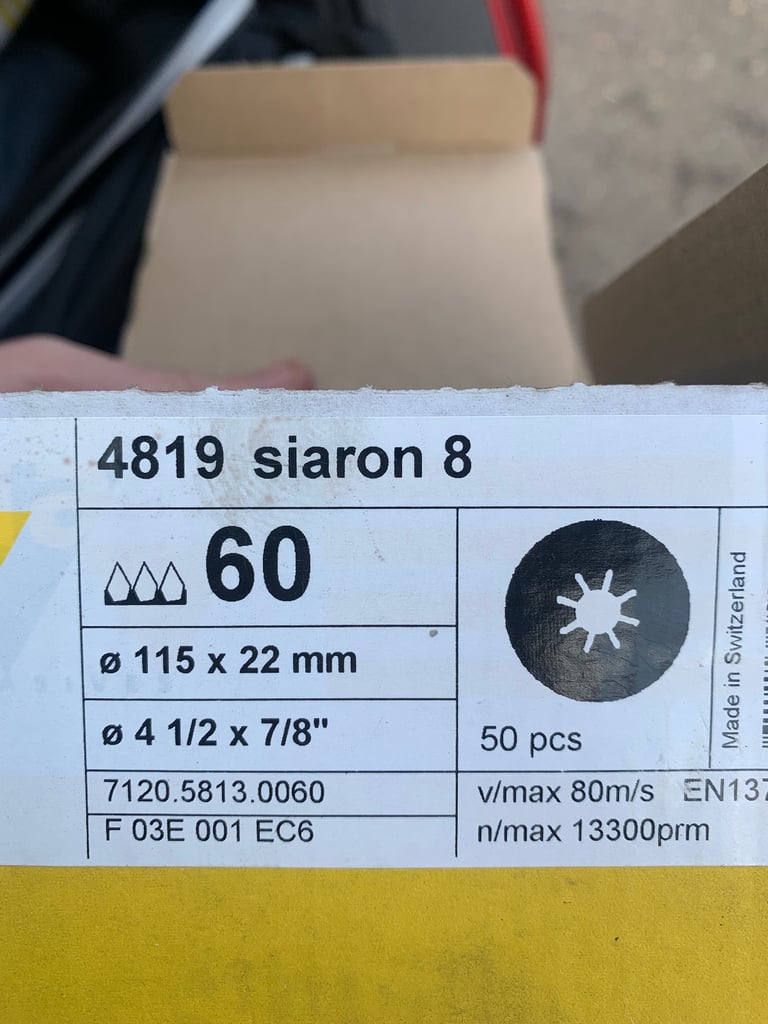 4819 siaron 8
60
ø 115 x 22 mm
ø 4 1/2 x 7/8"
7120.5813.0060
F 03E 001 EC6
50 pcs
v/max 80m/s EN137
n/max 13300prm
Made in Switzerland